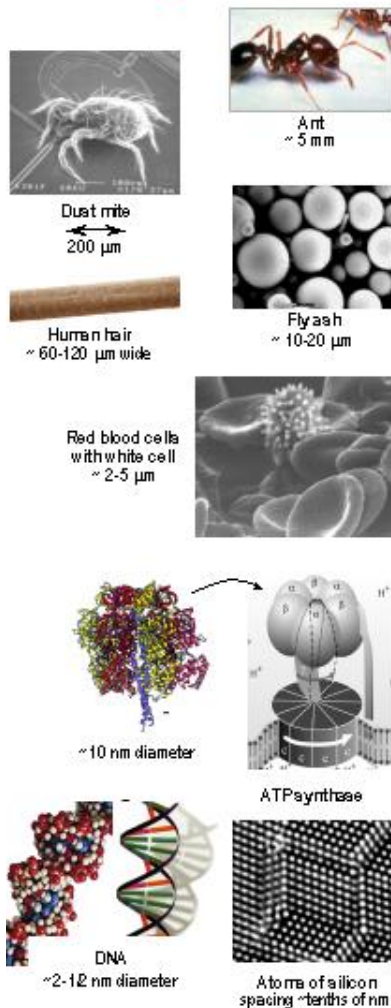 Ant
~ 5 mm
Dust mite
200 µm
Human hair
~ 60-120 µm wide
Fly ash
~ 10-20 µm
Red blood cells
with white cell
~ 2-5 µm
~10 nm diameter
α
β
β
α
α
β
H⁺
H⁺
c
c
c
c
ATP synthase
DNA
~2-1/2 nm diameter
Atoms of silicon
spacing ~tenths of nm